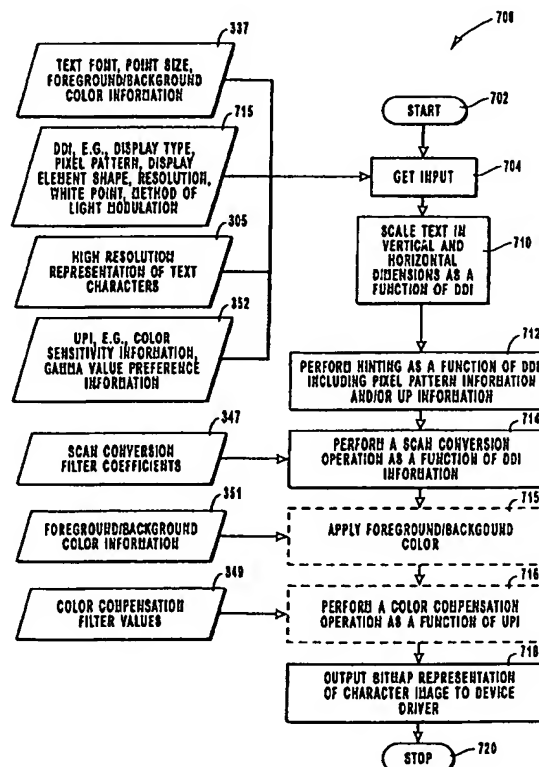 700
337
TEXT FONT, POINT SIZE,
FOREGROUND/BACKGROUND
COLOR INFORMATION
715
DDI, E.G., DISPLAY TYPE,
PIXEL PATTERN, DISPLAY
ELEMENT SHAPE, RESOLUTION,
WHITE POINT, METHOD OF
LIGHT MODULATION
305
HIGH RESOLUTION
REPRESENTATION OF TEXT
CHARACTERS
352
UPI, E.G., COLOR
SENSITIVITY INFORMATION,
GAMMA VALUE PREFERENCE
INFORMATION
START
702
GET INPUT
704
SCALE TEXT IN
VERTICAL AND
HORIZONTAL
DIMENSIONS AS A
FUNCTION OF DDI
710
712
PERFORM HINTING AS A FUNCTION OF DDI
INCLUDING PIXEL PATTERN INFORMATION
AND/OR UP INFORMATION
347
SCAN CONVERSION
FILTER COEFFICIENTS
714
PERFORM A SCAN CONVERSION
OPERATION AS A FUNCTION OF DDI
INFORMATION
351
FOREGROUND/BACKGROUND
COLOR INFORMATION
715
APPLY FOREGROUND/BACKGOUND
COLOR
349
COLOR COMPENSATION
FILTER VALUES
716
PERFORM A COLOR COMPENSATION
OPERATION AS A FUNCTION OF UPI
718
OUTPUT BITMAP REPRESENTATION
OF CHARACTER IMAGE TO DEVICE
DRIVER
STOP
720